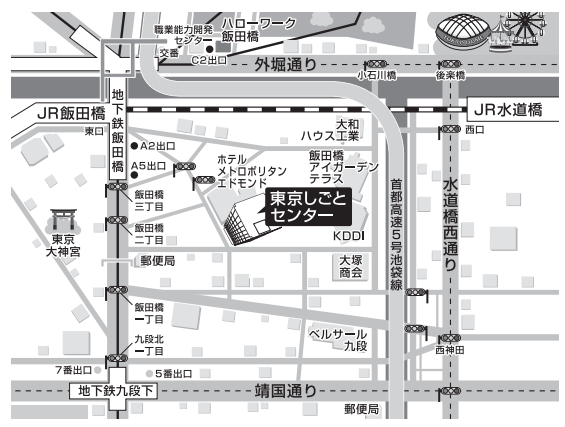 職業能力開発
センター
ハローワーク
飯田橋
交番
C2出口
外堀通り
小石川橋
後楽橋
JR飯田橋
地下鉄飯田橋
JR水道橋
東口
西口
A2出口
A5出口
大和
ハウス工業
ホテル
メトロポリタン
エドモンド
飯田橋
アイガーデン
テラス
飯田橋
三丁目
東京しごと
センター
首都高速5号池袋線
水道橋西通り
東京
大神宮
飯田橋
二丁目
KDDI
郵便局
大塚
商会
飯田橋
一丁目
九段北
一丁目
ベルサール
九段
西神田
7番出口
5番出口
地下鉄九段下
靖国通り
郵便局